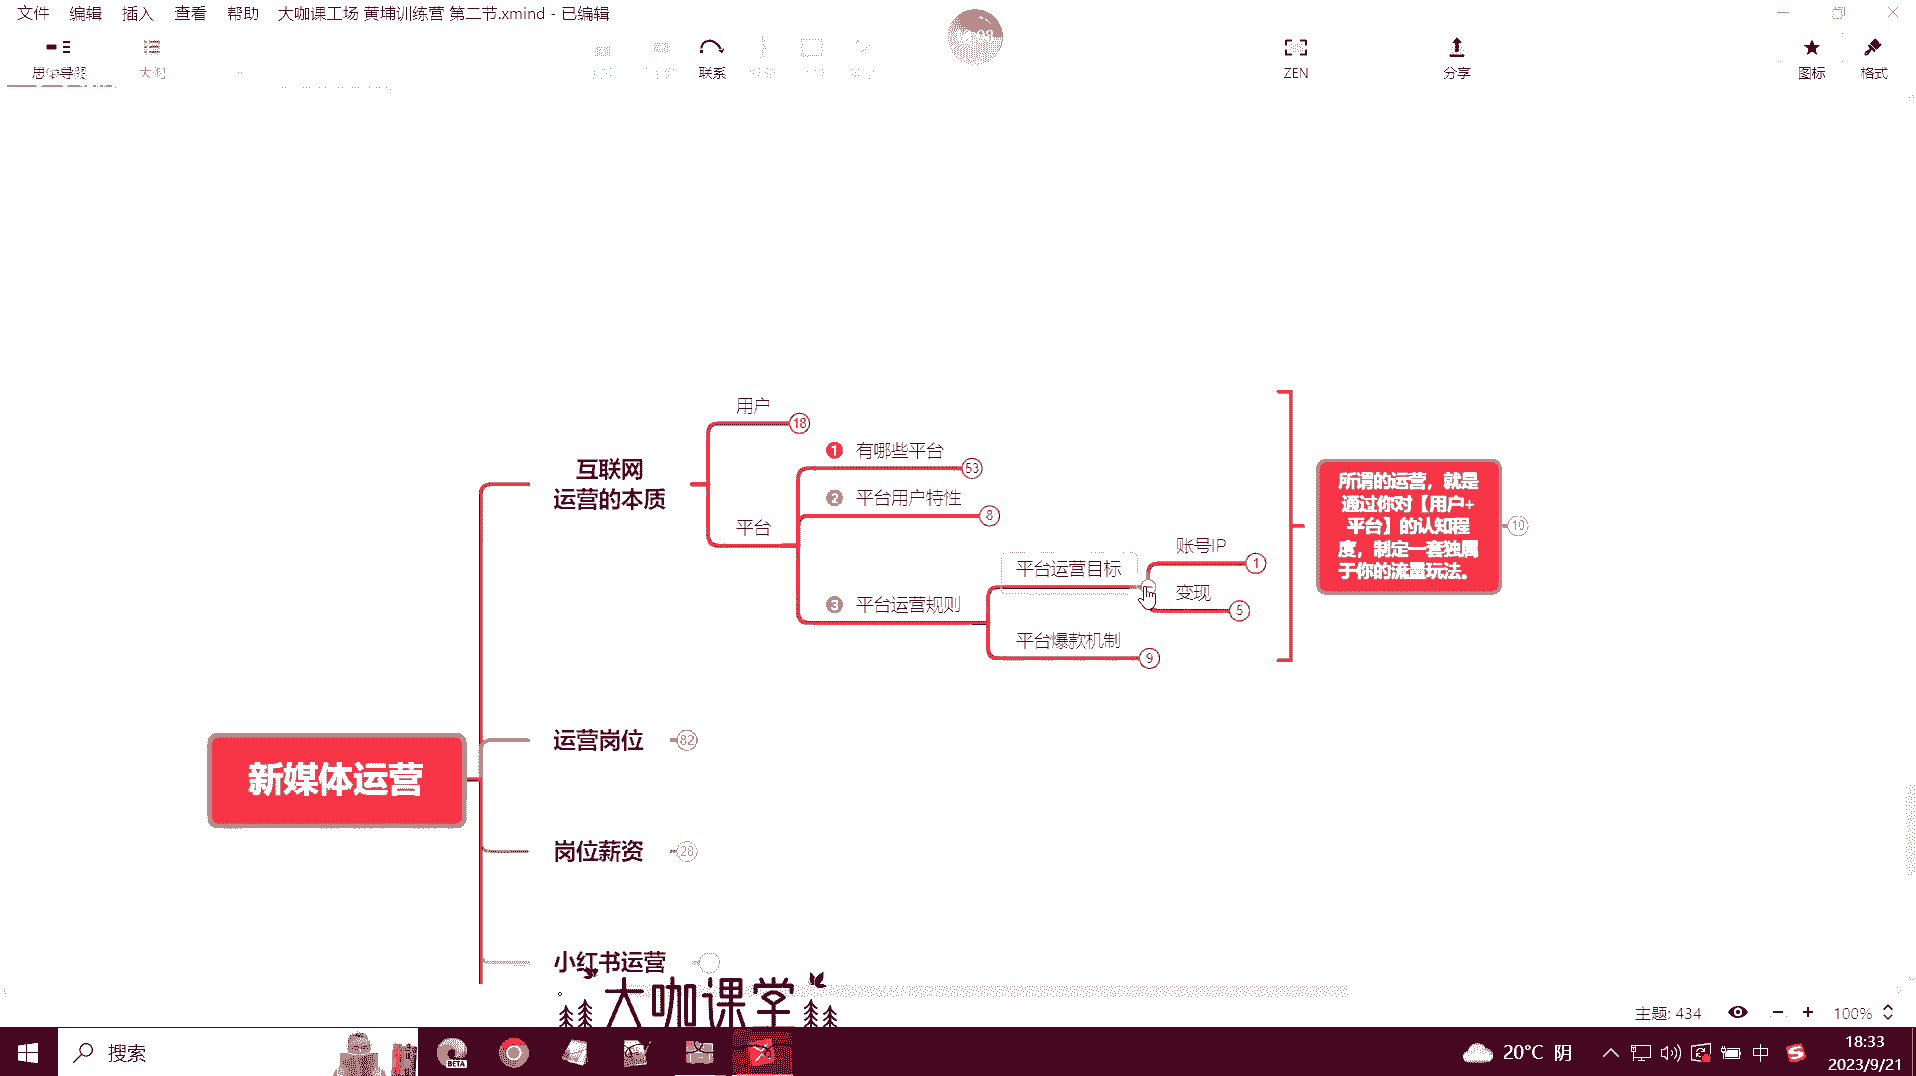 文件 编辑 插入 查看 帮助 大咖课工场 黄埔训练营 第二节.xmind - 已编辑
思维导图
大纲
联系
ZEN
分享
图标
格式
用户
18
1 有哪些平台
53
2 平台用户特性
8
互联网
运营的本质
平台
账号IP
1
平台运营目标
变现
5
3 平台运营规则
平台爆款机制
9
所谓的运营，就是
通过你对【用户+
平台】的认知程
度，制定一套独属
于你的流量玩法。
10
运营岗位
82
新媒体运营
岗位薪资
28
小红书运营
大咖课堂
主题: 434
100%
搜索
BETA
20°C 阴
中
18:33
2023/9/21